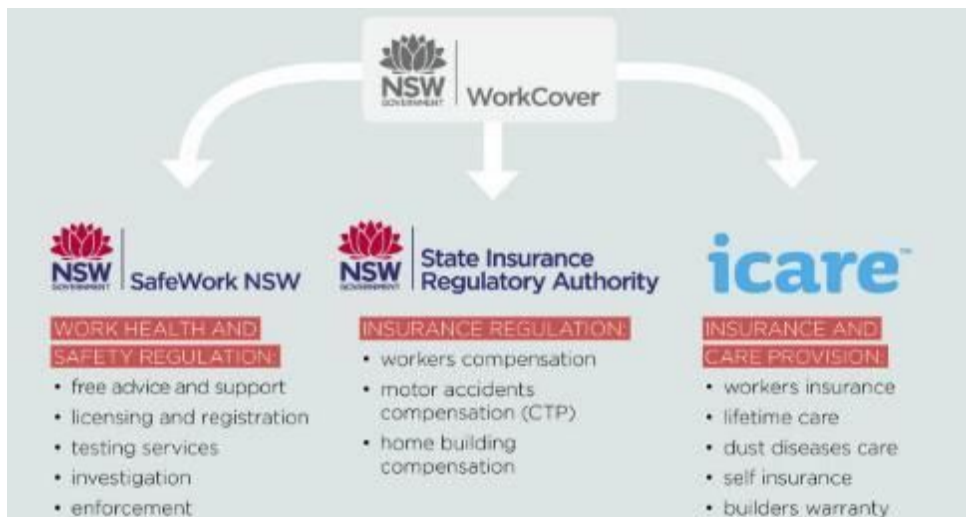 NSW
GOVERNMENT
WorkCover
NSW
GOVERNMENT
SafeWork NSW
NSW
GOVERNMENT
State Insurance
Regulatory Authority
icare™
WORK HEALTH AND
SAFETY REGULATION:
• free advice and support
• licensing and registration
• testing services
• investigation
• enforcement
INSURANCE REGULATION:
• workers compensation
• motor accidents
compensation (CTP)
• home building
compensation
INSURANCE AND
CARE PROVISION:
• workers insurance
• lifetime care
• dust diseases care
• self insurance
• builders warranty